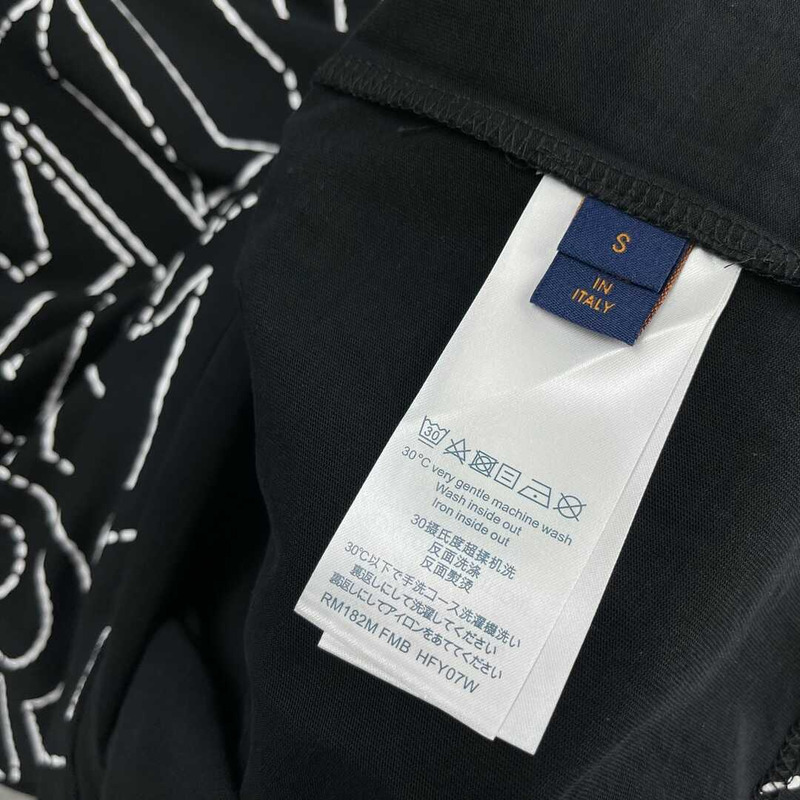 S
IN
ITALY
30
30°C very gentle machine wash
Wash inside out
Iron inside out
30摄氏度超揉机洗
反面洗涤
反面熨烫
30℃以下で手洗コース洗濯機洗い
裏返しにして洗濯してください
裏返しにしてアイロンをあててください
RM182M FMB HFY07W